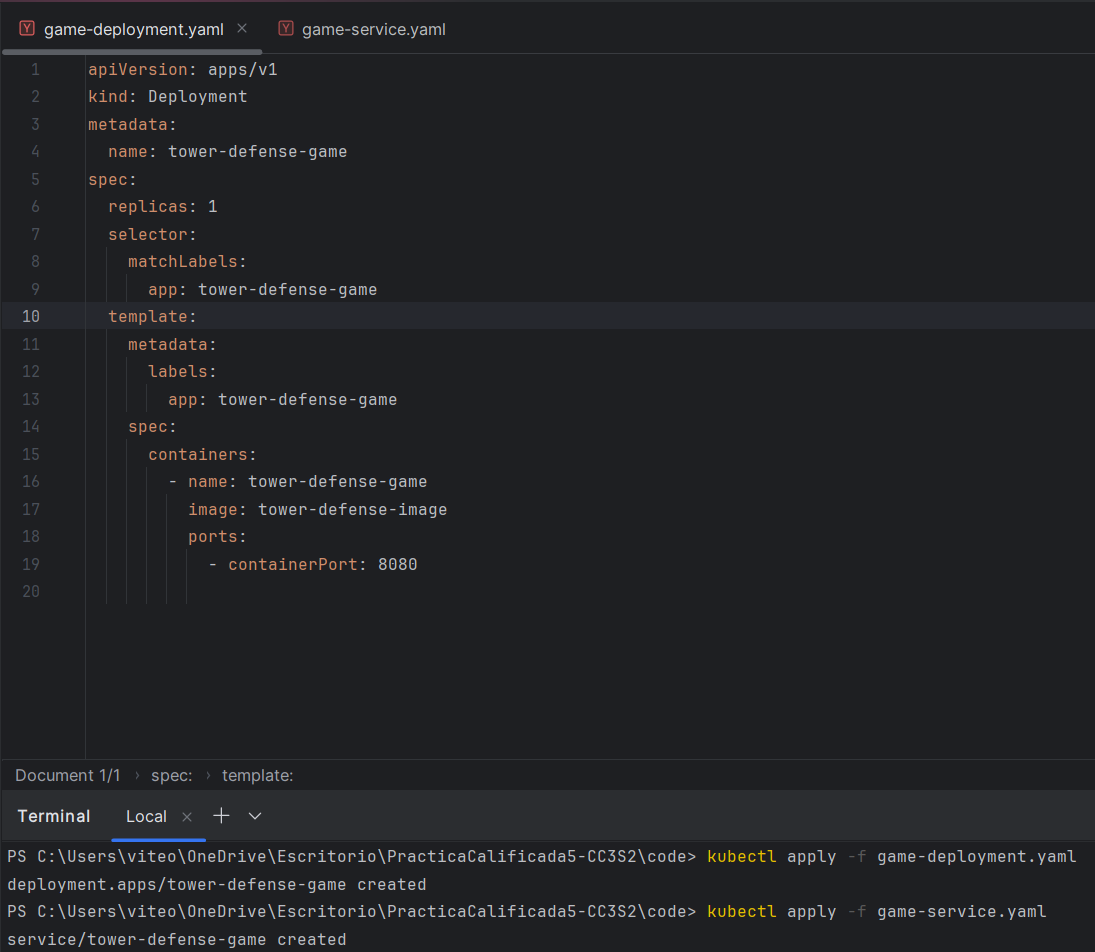 game-deployment.yaml × game-service.yaml
1 apiVersion: apps/v1
2 kind: Deployment
3 metadata:
4   name: tower-defense-game
5 spec:
6   replicas: 1
7   selector:
8     matchLabels:
9       app: tower-defense-game
10   template:
11     metadata:
12       labels:
13         app: tower-defense-game
14     spec:
15       containers:
16         - name: tower-defense-game
17           image: tower-defense-image
18           ports:
19             - containerPort: 8080
20
Document 1/1 › spec: › template:
Terminal Local × +
PS C:\Users\viteo\OneDrive\Escritorio\PracticaCalificada5-CC3S2\code> kubectl apply -f game-deployment.yaml
deployment.apps/tower-defense-game created
PS C:\Users\viteo\OneDrive\Escritorio\PracticaCalificada5-CC3S2\code> kubectl apply -f game-service.yaml
service/tower-defense-game created